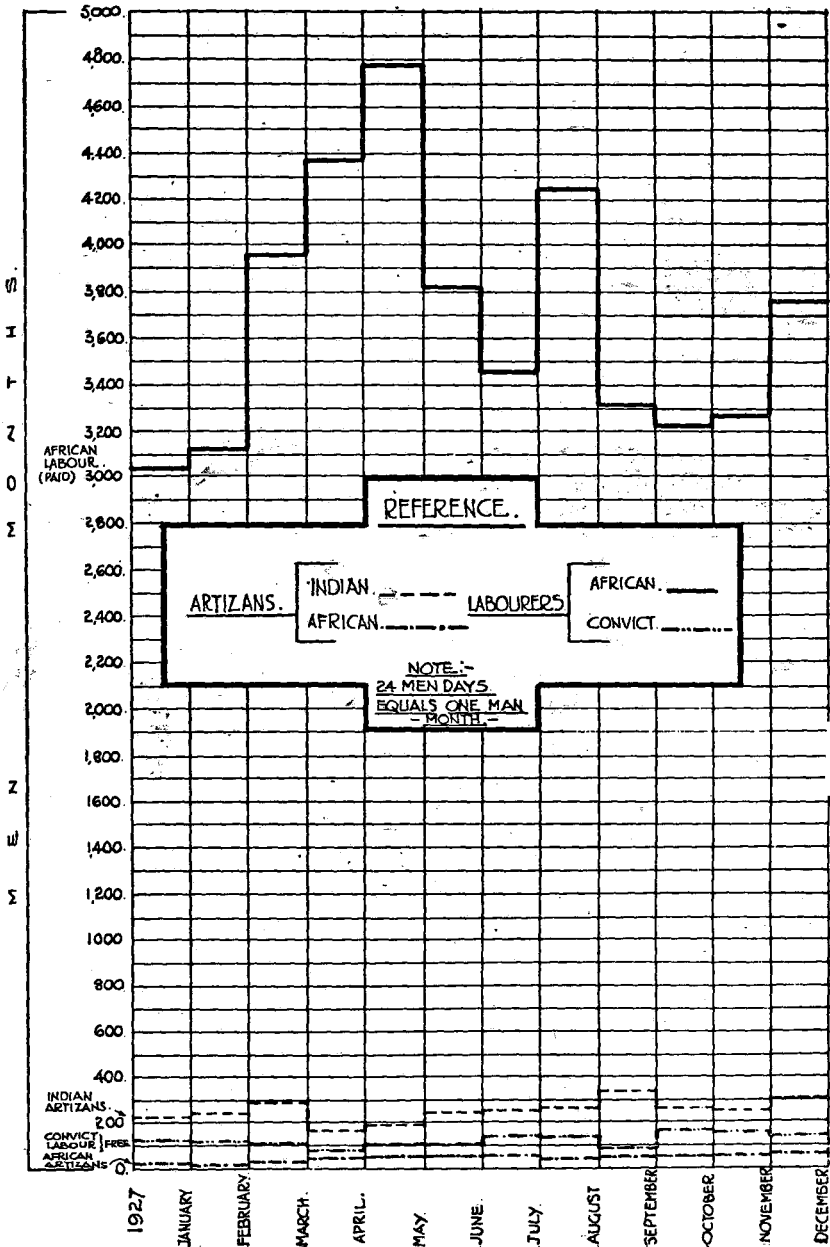 5,000.
4,800.
4,600.
4,400.
4,200.
4,000.
3,800.
3,600.
3,400.
3,200.
AFRICAN
LABOUR.
(PAID)
3,000.
2,800.
2,600.
2,400.
2,200.
2,000.
1,800.
1600.
1,400.
1,200.
1000
800
600
400.
INDIAN
ARTIZANS.
200
CONVICT
LABOUR } FREE
AFRICAN
ARTIZANS
0.
MEN MONTHS.
REFERENCE.
ARTIZANS. INDIAN. LABOURERS AFRICAN.
AFRICAN. CONVICT.
NOTE:-
24 MEN DAYS
EQUALS ONE MAN
- MONTH. -
1927
JANUARY
FEBRUARY
MARCH.
APRIL.
MAY.
JUNE.
JULY.
AUGUST
SEPTEMBER
OCTOBER.
NOVEMBER
DECEMBER